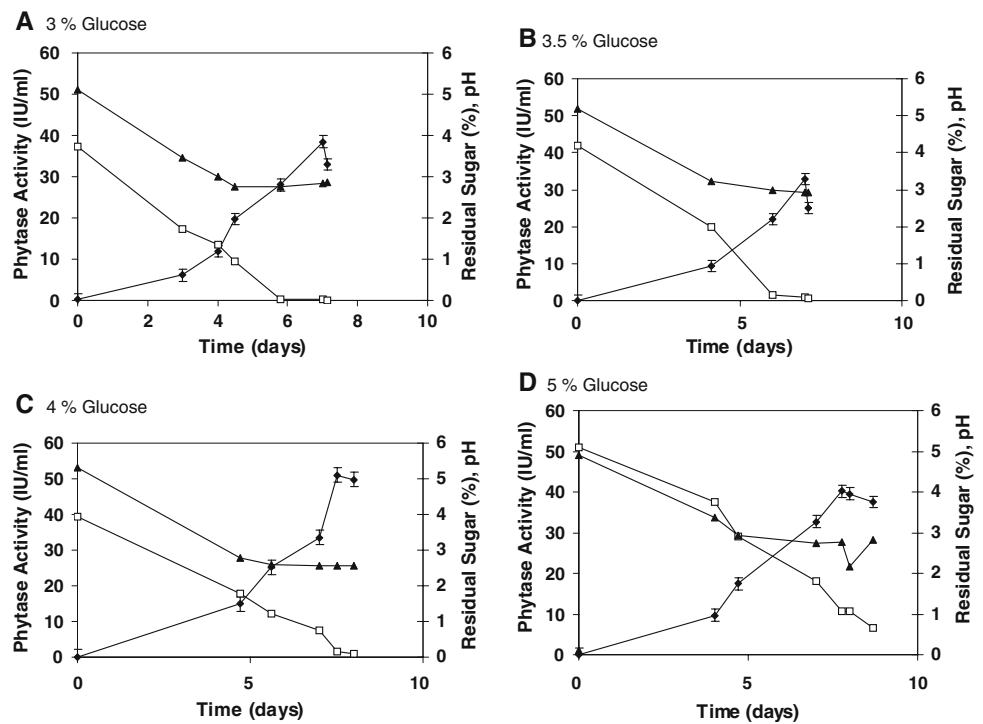 A 3 % Glucose
Phytase Activity (IU/ml)
60
50
40
30
20
10
0
6
5
4
3
2
1
0
Residual Sugar (%), pH
0 2 4 6 8 10
Time (days)
B 3.5 % Glucose
Phytase Activity (IU/ml)
60
50
40
30
20
10
0
6
5
4
3
2
1
0
Residual Sugar (%), pH
0 5 10
Time (days)
C 4 % Glucose
Phytase Activity (IU/ml)
60
50
40
30
20
10
0
6
5
4
3
2
1
0
Residual Sugar (%), pH
0 5 10
Time (days)
D 5 % Glucose
Phytase Activity (IU/ml)
60
50
40
30
20
10
0
6
5
4
3
2
1
0
Residual Sugar (%), pH
0 5 10
Time (days)